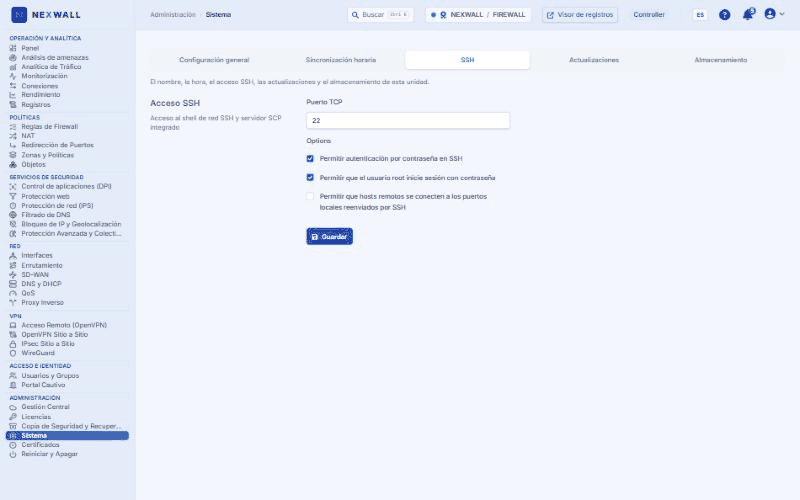 NEXWALL
Administración Sistema
Buscar Ctrl K
NEXWALL / FIREWALL
Visor de registros
Controller
ES
5
OPERACIÓN Y ANALÍTICA
Panel
Análisis de amenazas
Analítica de Tráfico
Monitorización
Conexiones
Rendimiento
Registros
POLÍTICAS
Reglas de Firewall
NAT
Redirección de Puertos
Zonas y Políticas
Objetos
SERVICIOS DE SEGURIDAD
Control de aplicaciones (DPI)
Protección web
Protección de red (IPS)
Filtrado de DNS
Bloqueo de IP y Geolocalización
Protección Avanzada y Colecti...
RED
Interfaces
Enrutamiento
SD-WAN
DNS y DHCP
QoS
Proxy Inverso
VPN
Acceso Remoto (OpenVPN)
OpenVPN Sitio a Sitio
IPsec Sitio a Sitio
WireGuard
ACCESO E IDENTIDAD
Usuarios y Grupos
Portal Cautivo
ADMINISTRACIÓN
Gestión Central
Licencias
Copia de Seguridad y Recuper...
Sistema
Certificados
Reiniciar y Apagar
Configuración general
Sincronización horaria
SSH
Actualizaciones
Almacenamiento
El nombre, la hora, el acceso SSH, las actualizaciones y el almacenamiento de esta unidad.
Acceso SSH
Acceso al shell de red SSH y servidor SCP
integrado
Puerto TCP
22
Options
Permitir autenticación por contraseña en SSH
Permitir que el usuario root inicie sesión con contraseña
Permitir que hosts remotos se conecten a los puertos
locales reenviados por SSH
Guardar